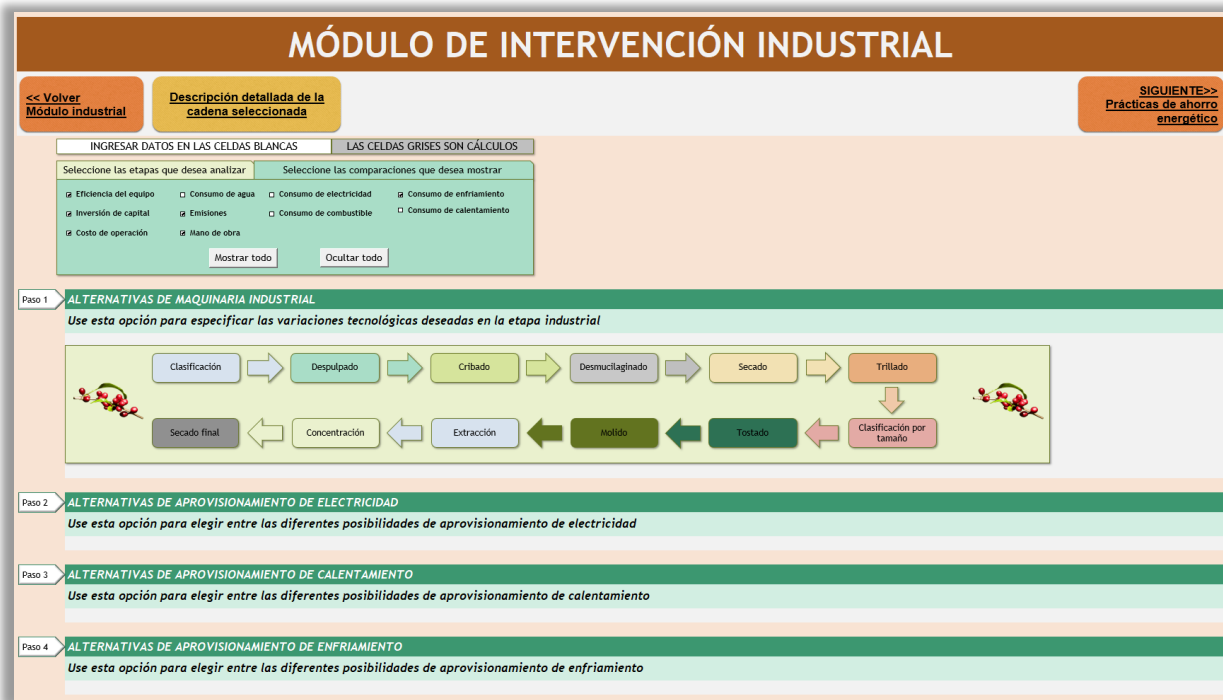 MÓDULO DE INTERVENCIÓN INDUSTRIAL
<< Volver
Módulo industrial
Descripción detallada de la
cadena seleccionada
SIGUIENTE>>
Prácticas de ahorro
energético
INGRESAR DATOS EN LAS CELDAS BLANCAS
LAS CELDAS GRISES SON CÁLCULOS
Seleccione las etapas que desea analizar
Seleccione las comparaciones que desea mostrar
Eficiencia del equipo
Consumo de agua
Consumo de electricidad
Consumo de enfriamiento
Inversión de capital
Emisiones
Consumo de combustible
Consumo de calentamiento
Costo de operación
Mano de obra
Mostrar todo
Ocultar todo
Paso 1
ALTERNATIVAS DE MAQUINARIA INDUSTRIAL
Use esta opción para especificar las variaciones tecnológicas deseadas en la etapa industrial
Clasificación
Despulpado
Cribado
Desmucilaginado
Secado
Trillado
Secado final
Concentración
Extracción
Molido
Tostado
Clasificación por
tamaño
Paso 2
ALTERNATIVAS DE APROVISIONAMIENTO DE ELECTRICIDAD
Use esta opción para elegir entre las diferentes posibilidades de aprovisionamiento de electricidad
Paso 3
ALTERNATIVAS DE APROVISIONAMIENTO DE CALENTAMIENTO
Use esta opción para elegir entre las diferentes posibilidades de aprovisionamiento de calentamiento
Paso 4
ALTERNATIVAS DE APROVISIONAMIENTO DE ENFRIAMIENTO
Use esta opción para elegir entre las diferentes posibilidades de aprovisionamiento de enfriamiento